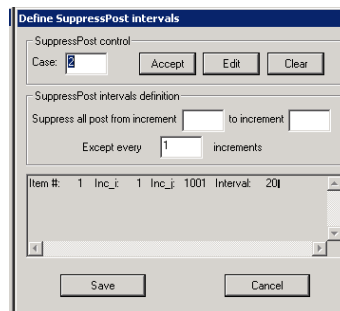 Define SuppressPost intervals
SuppressPost control
Case: 2 Accept Edit Clear
SuppressPost intervals definition
Suppress all post from increment to increment
Except every 1 increments
Item #: 1 Inc_i: 1 Inc_j: 1001 Interval: 20
Save Cancel